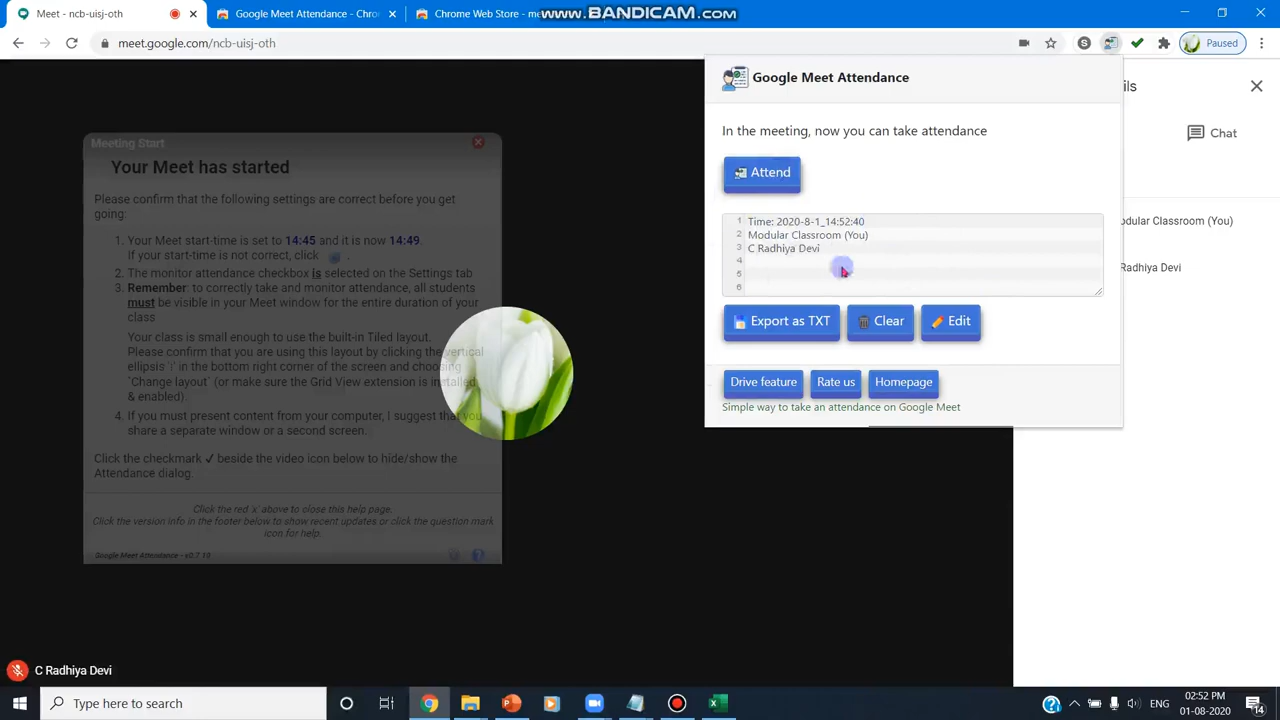 Meet - ncb-uisj-oth
Google Meet Attendance - Chro
Chrome Web Store - me
www.BANDICAM.com
meet.google.com/ncb-uisj-oth
S
Paused
Google Meet Attendance
In the meeting, now you can take attendance
Attend
1 Time: 2020-8-1_14:52:40
2 Modular Classroom (You)
3 C Radhiya Devi
4
5
6
Export as TXT
Clear
Edit
Drive feature
Rate us
Homepage
Simple way to take an attendance on Google Meet
ils
Chat
odular Classroom (You)
Radhiya Devi
Meeting Start
Your Meet has started
Please confirm that the following settings are correct before you get
going:
1. Your Meet start-time is set to 14:45 and it is now 14:49.
If your start-time is not correct, click .
2. The monitor attendance checkbox is selected on the Settings tab
3. Remember: to correctly take and monitor attendance, all students
must be visible in your Meet window for the entire duration of your
class
Your class is small enough to use the built-in Tiled layout.
Please confirm that you are using this layout by clicking the vertical
ellipsis '⋮' in the bottom right corner of the screen and choosing
'Change layout' (or make sure the Grid View extension is installed
& enabled)
4. If you must present content from your computer, I suggest that you
share a separate window or a second screen.
Click the checkmark ✓ beside the video icon below to hide/show the
Attendance dialog.
Click the red 'x' above to close this help page.
Click the version info in the footer below to show recent updates or click the question mark
icon for help.
Google Meet Attendance - v0.7.10
C Radhiya Devi
Type here to search
02:52 PM
01-08-2020
14